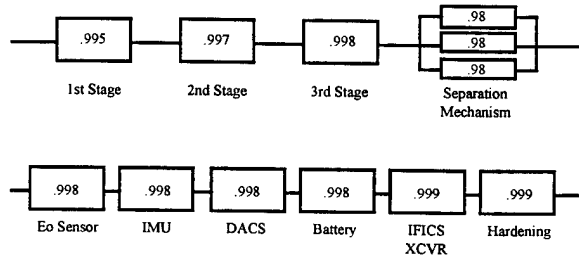 .98
.995 .997 .998 .98
.98
1st Stage 2nd Stage 3rd Stage Separation
Mechanism
.998 .998 .998 .998 .999 .999
Eo Sensor IMU DACS Battery IFICS Hardening
XCVR